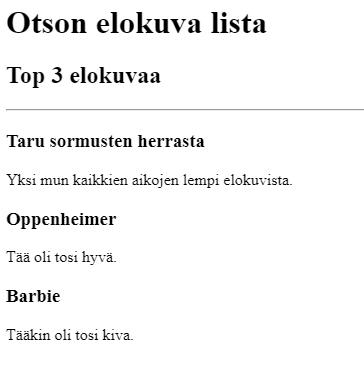 Otson elokuva lista
Top 3 elokuvaa
Taru sormusten herrasta
Yksi mun kaikkien aikojen lempi elokuvista.
Oppenheimer
Tää oli tosi hyvä.
Barbie
Tääkin oli tosi kiva.